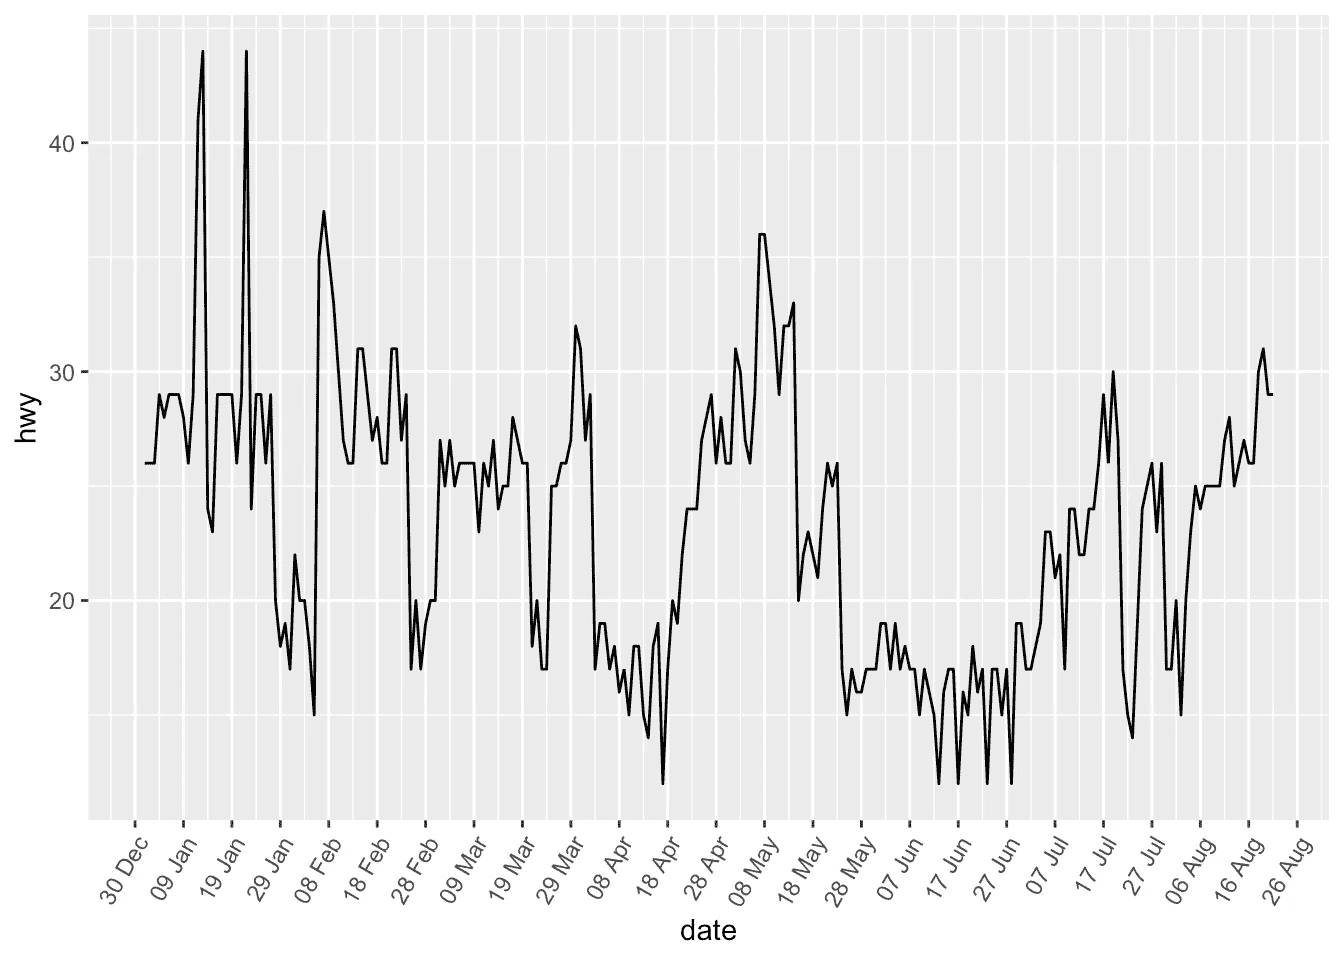 40
30
20
hwy
30 Dec
09 Jan
19 Jan
29 Jan
08 Feb
18 Feb
28 Feb
09 Mar
19 Mar
29 Mar
08 Apr
18 Apr
28 Apr
08 May
18 May
28 May
07 Jun
17 Jun
27 Jun
07 Jul
17 Jul
27 Jul
06 Aug
16 Aug
26 Aug
date